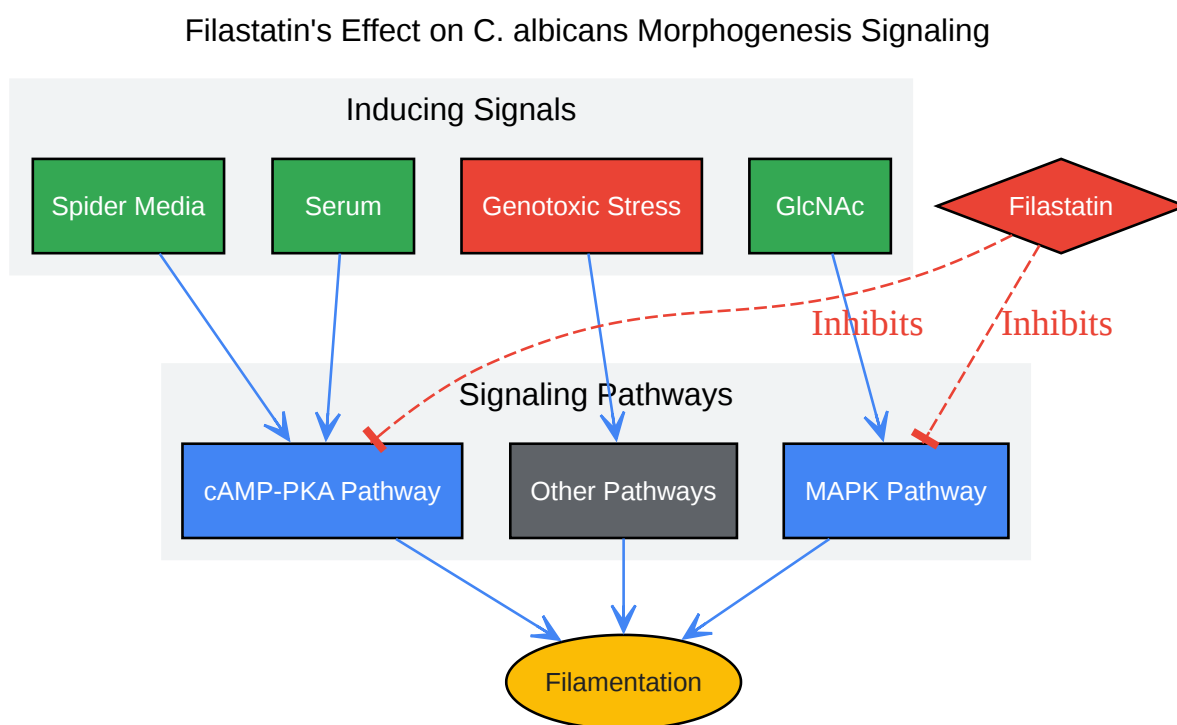 Filastatin's Effect on C. albicans Morphogenesis Signaling
Inducing Signals
Spider Media
Serum
Genotoxic Stress
GlcNAc
Filastatin
Inhibits
Inhibits
Signaling Pathways
cAMP-PKA Pathway
Other Pathways
MAPK Pathway
Filamentation